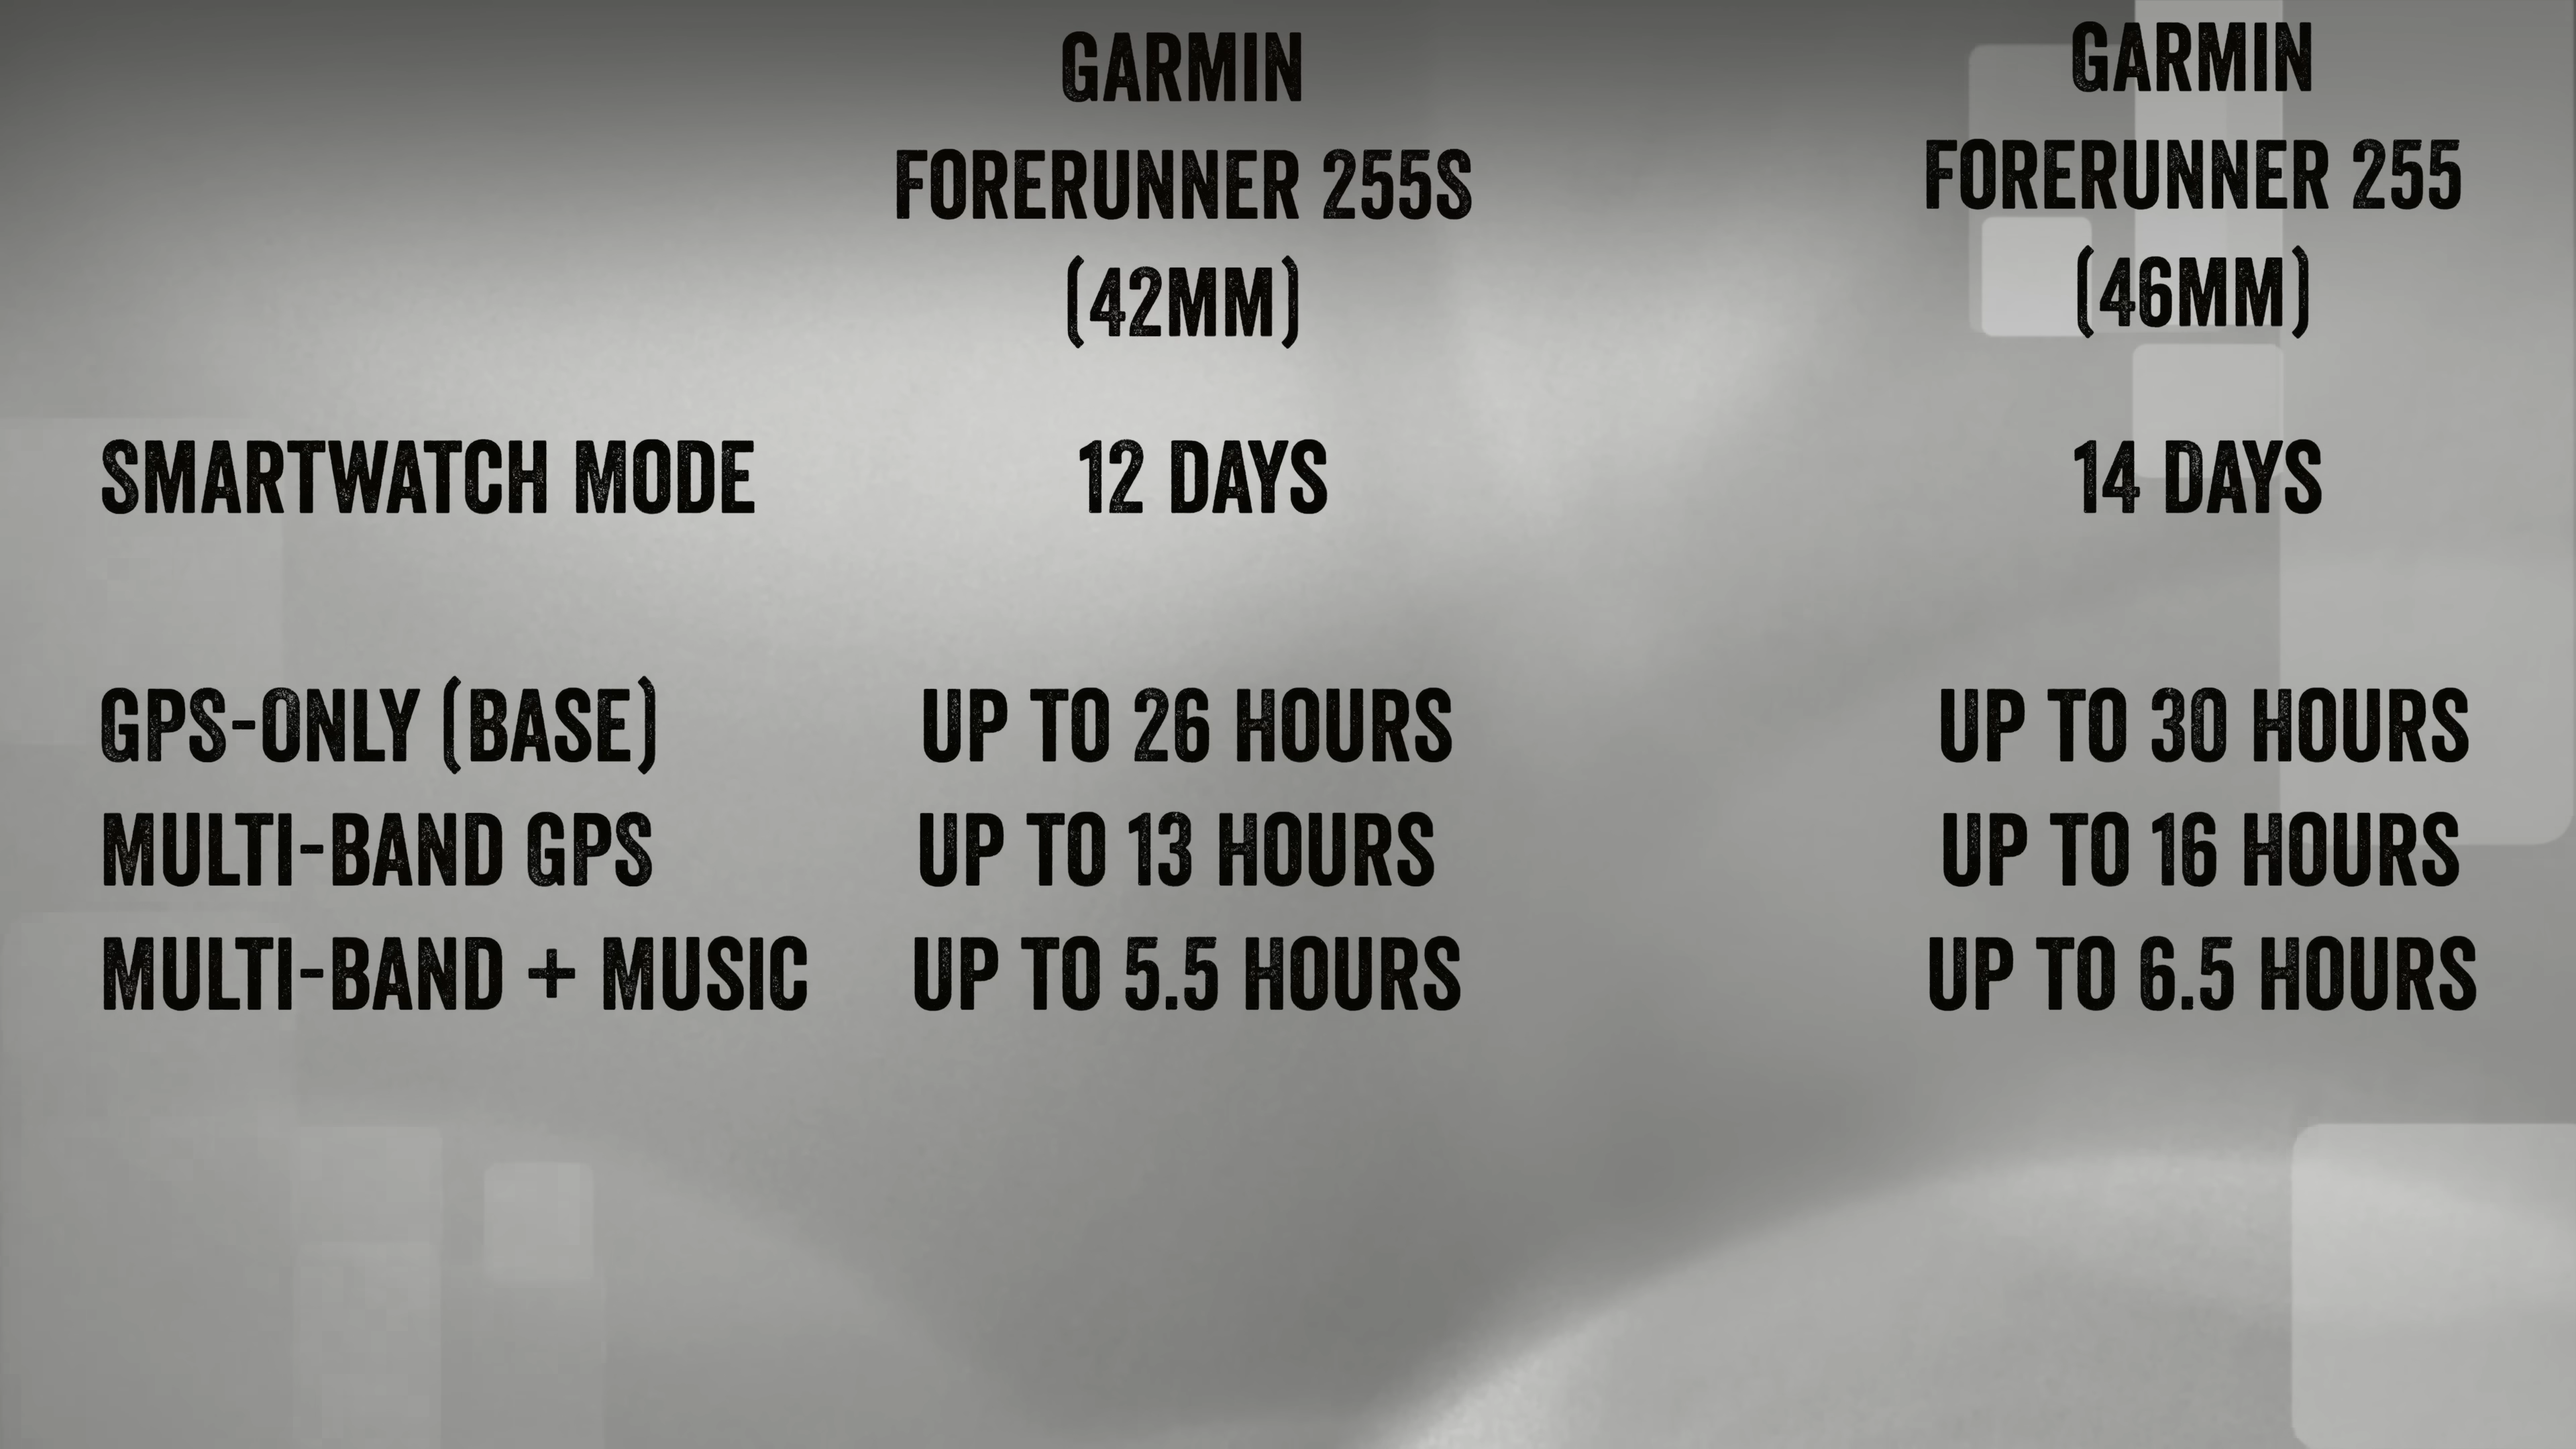 GARMIN
FORERUNNER 255S
(42MM)
GARMIN
FORERUNNER 255
(46MM)
SMARTWATCH MODE 12 DAYS 14 DAYS
GPS-ONLY (BASE) UP TO 26 HOURS UP TO 30 HOURS
MULTI-BAND GPS UP TO 13 HOURS UP TO 16 HOURS
MULTI-BAND + MUSIC UP TO 5.5 HOURS UP TO 6.5 HOURS